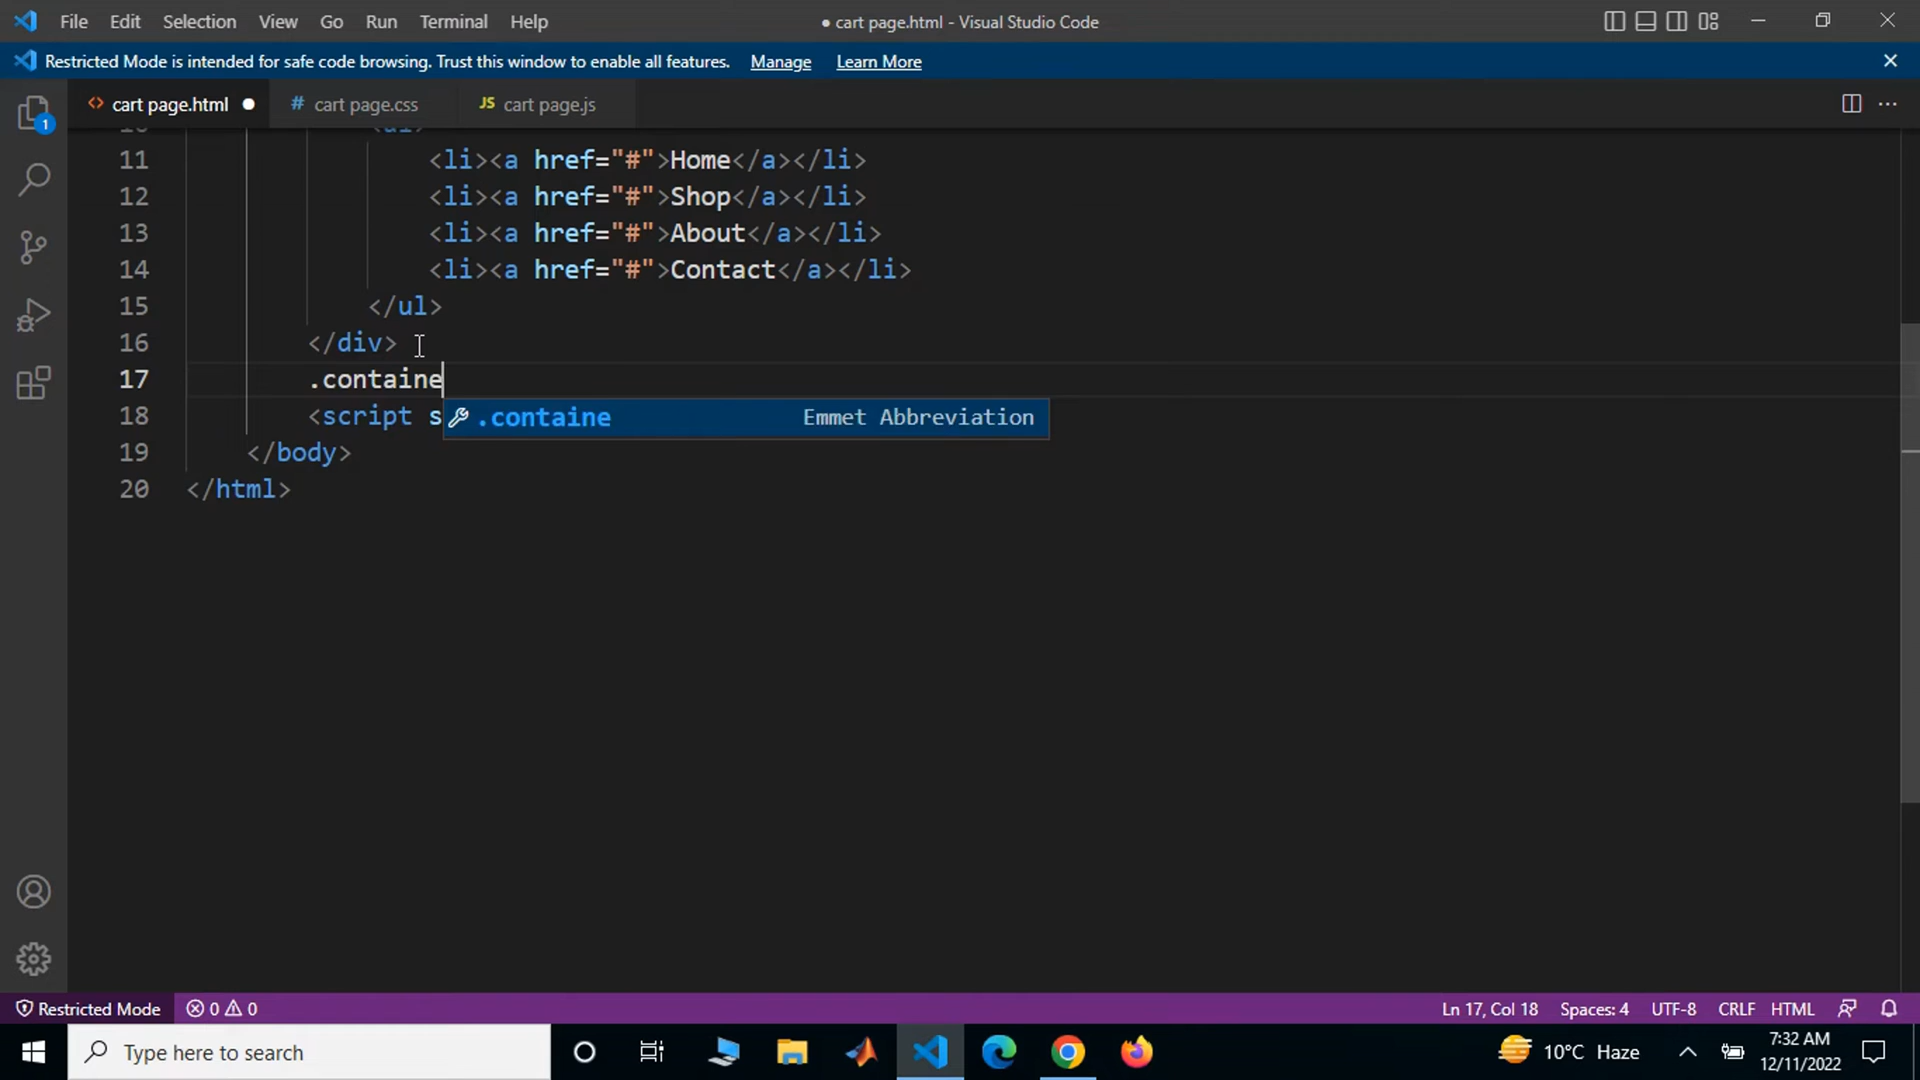 File Edit Selection View Go Run Terminal Help
● cart page.html - Visual Studio Code
Restricted Mode is intended for safe code browsing. Trust this window to enable all features. Manage Learn More
<> cart page.html ● # cart page.css JS cart page.js
11 <li><a href="#">Home</a></li>
12 <li><a href="#">Shop</a></li>
13 <li><a href="#">About</a></li>
14 <li><a href="#">Contact</a></li>
15 </ul>
16 </div>
17 .containe
18 <script s
.containe Emmet Abbreviation
19 </body>
20 </html>
1
Restricted Mode 0 0 Ln 17, Col 18 Spaces: 4 UTF-8 CRLF HTML
Type here to search
10°C Haze
7:32 AM
12/11/2022